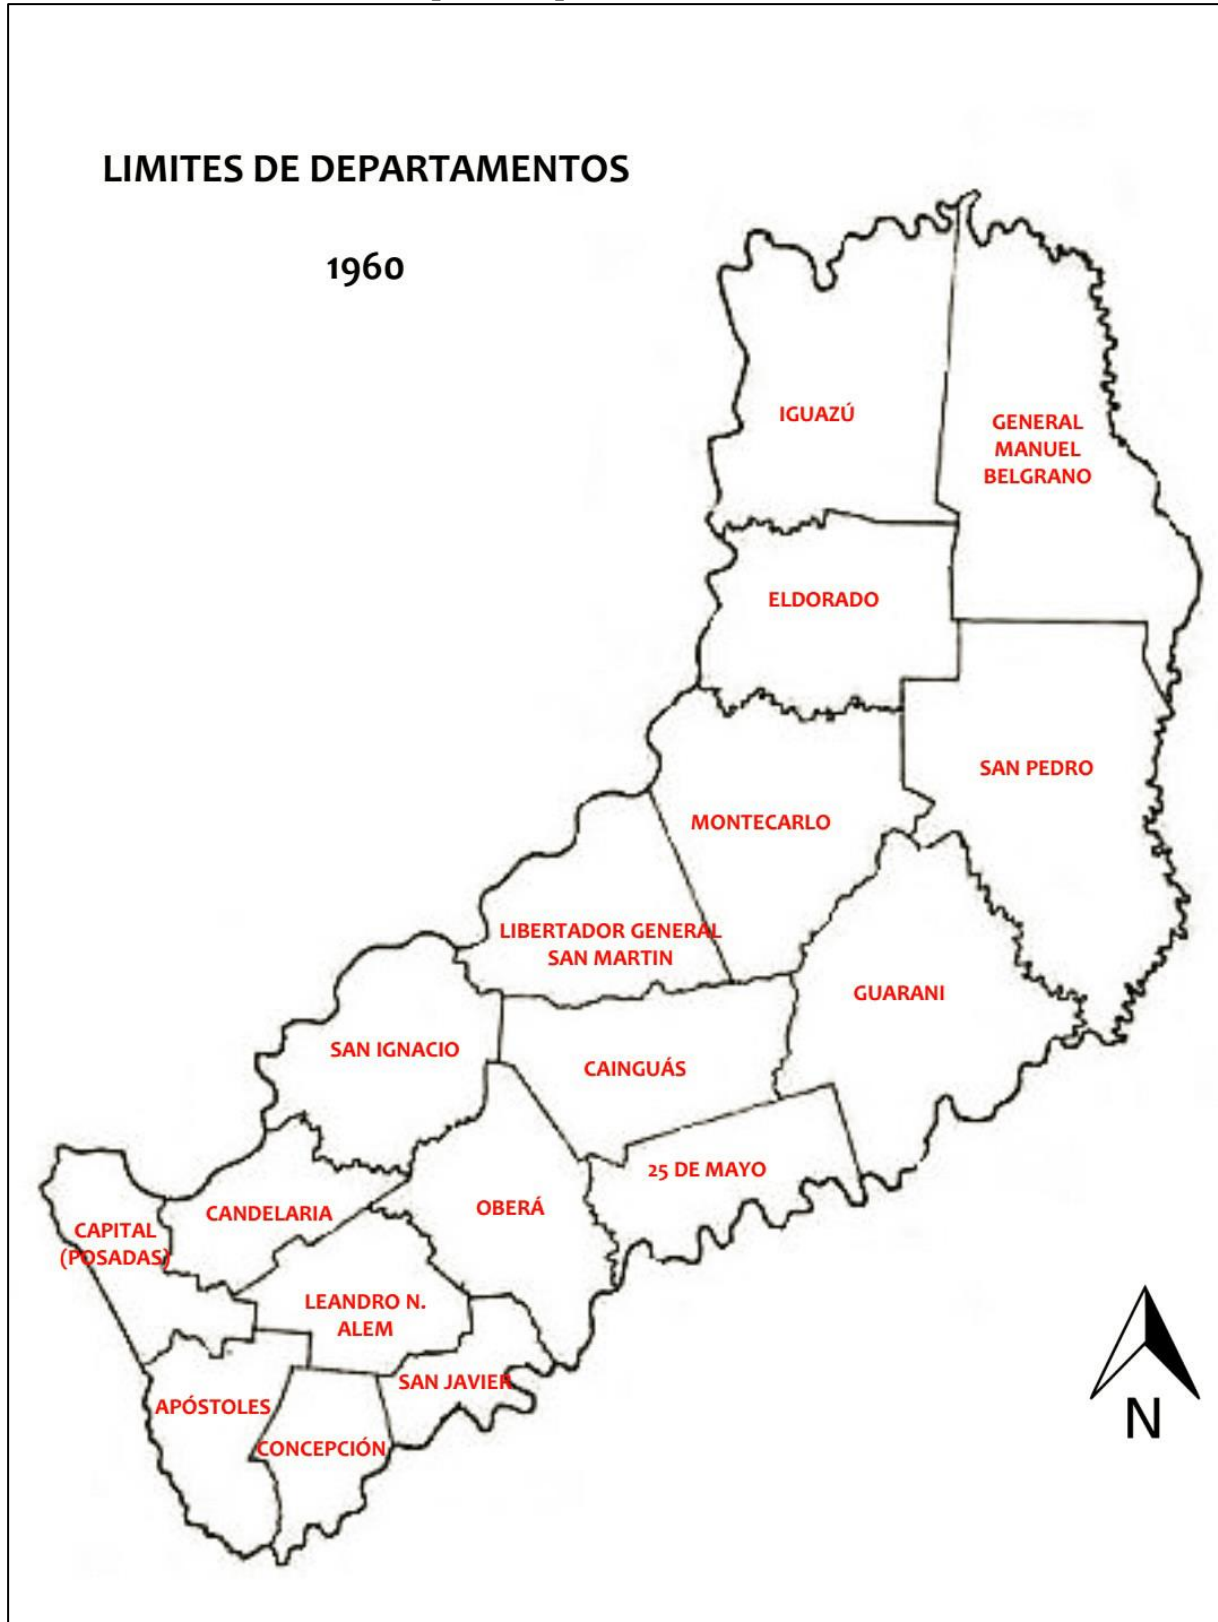 LIMITES DE DEPARTAMENTOS
1960
IGUAZÚ
GENERAL
MANUEL
BELGRANO
ELDORADO
SAN PEDRO
MONTECARLO
LIBERTADOR GENERAL
SAN MARTIN
GUARANI
SAN IGNACIO
CAINGUÁS
25 DE MAYO
CANDELARIA
OBERÁ
CAPITAL
(POSADAS)
LEANDRO N.
ALEM
SAN JAVIER
APÓSTOLES
CONCEPCIÓN
N